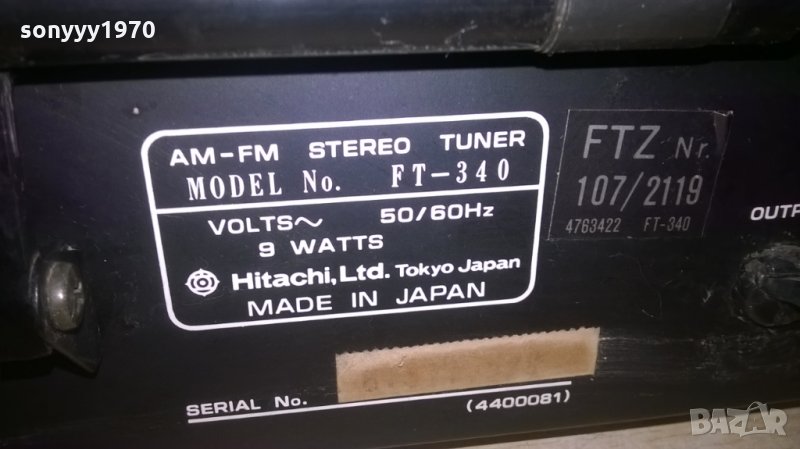 sonyyy1970
AM-FM STEREO TUNER
MODEL No. FT-340
VOLTS~ 50/60Hz
9 WATTS
Hitachi, Ltd. Tokyo Japan
MADE IN JAPAN
FTZ Nr.
107/2119
4763422 FT-340
OUTP
SERIAL No. (4400081)
BAZAR